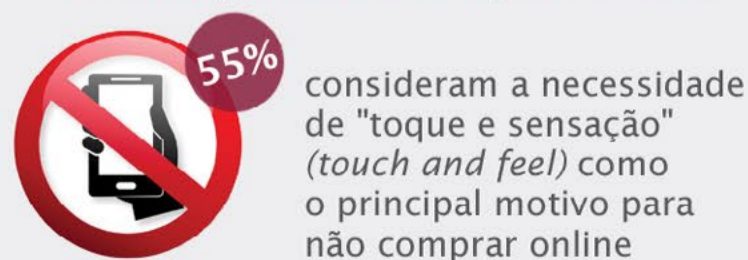 55%
consideram a necessidade
de "toque e sensação"
(touch and feel) como
o principal motivo para
não comprar online